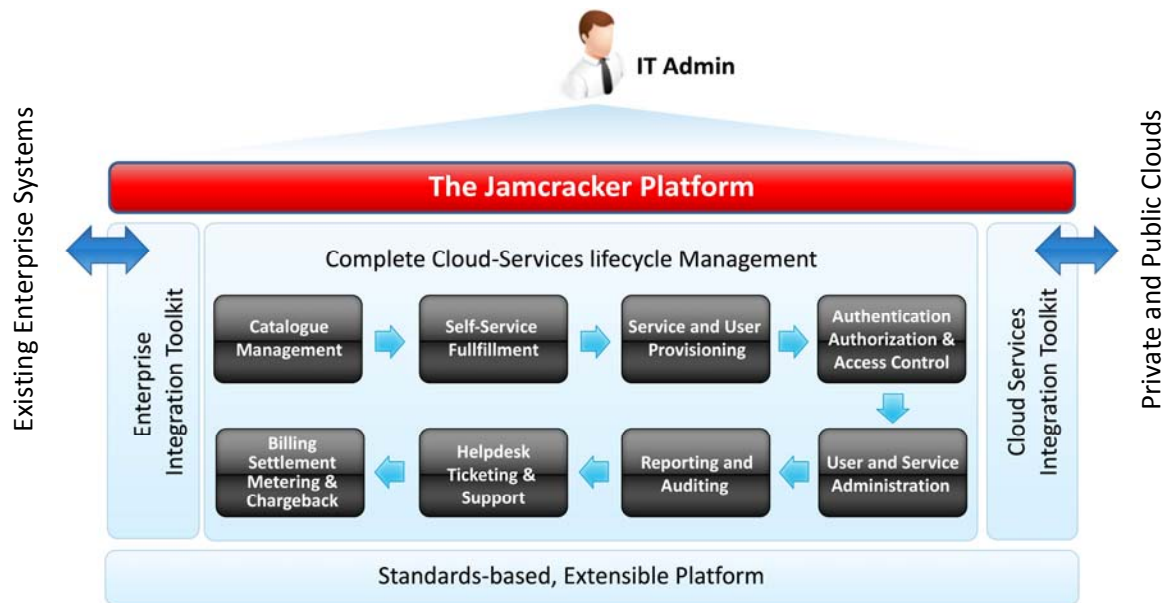 IT Admin
Existing Enterprise Systems
Private and Public Clouds
The Jamcracker Platform
Enterprise
Integration Toolkit
Complete Cloud-Services lifecycle Management
Catalogue
Management
Self-Service
Fullfillment
Service and User
Provisioning
Authentication
Authorization &
Access Control
User and Service
Administration
Reporting and
Auditing
Helpdesk
Ticketing &
Support
Billing
Settlement
Metering &
Chargeback
Cloud Services
Integration Toolkit
Standards-based, Extensible Platform